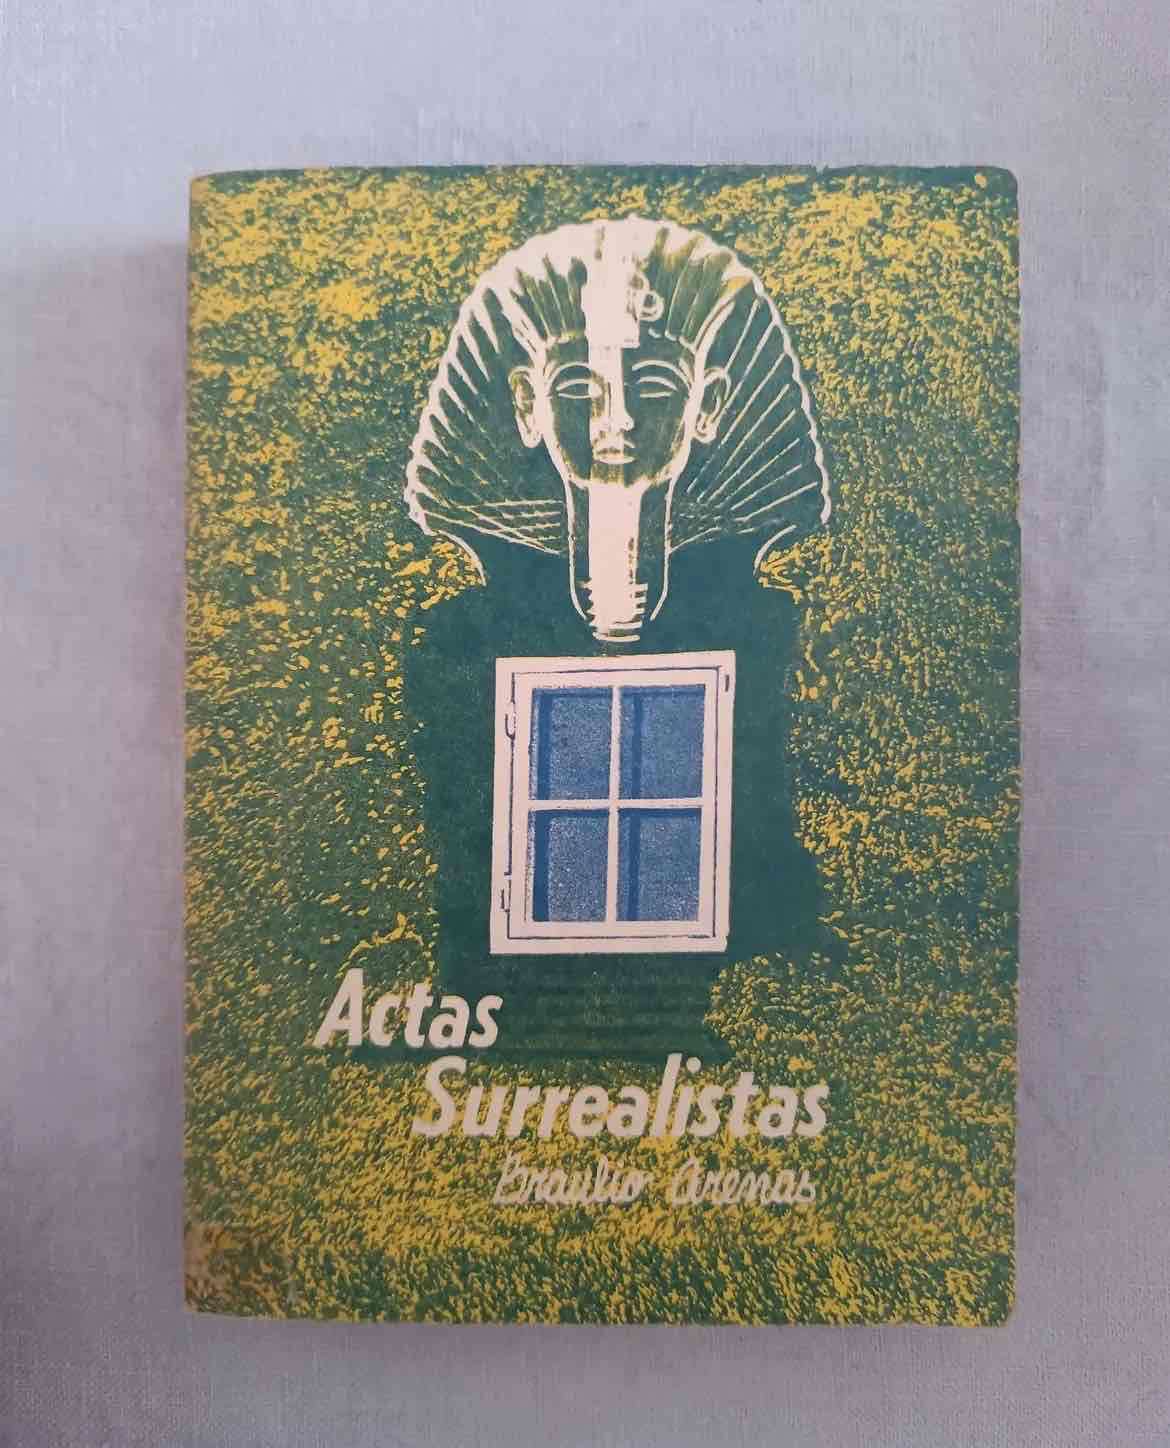 Actas
Surrealistas
Braulio Arenas